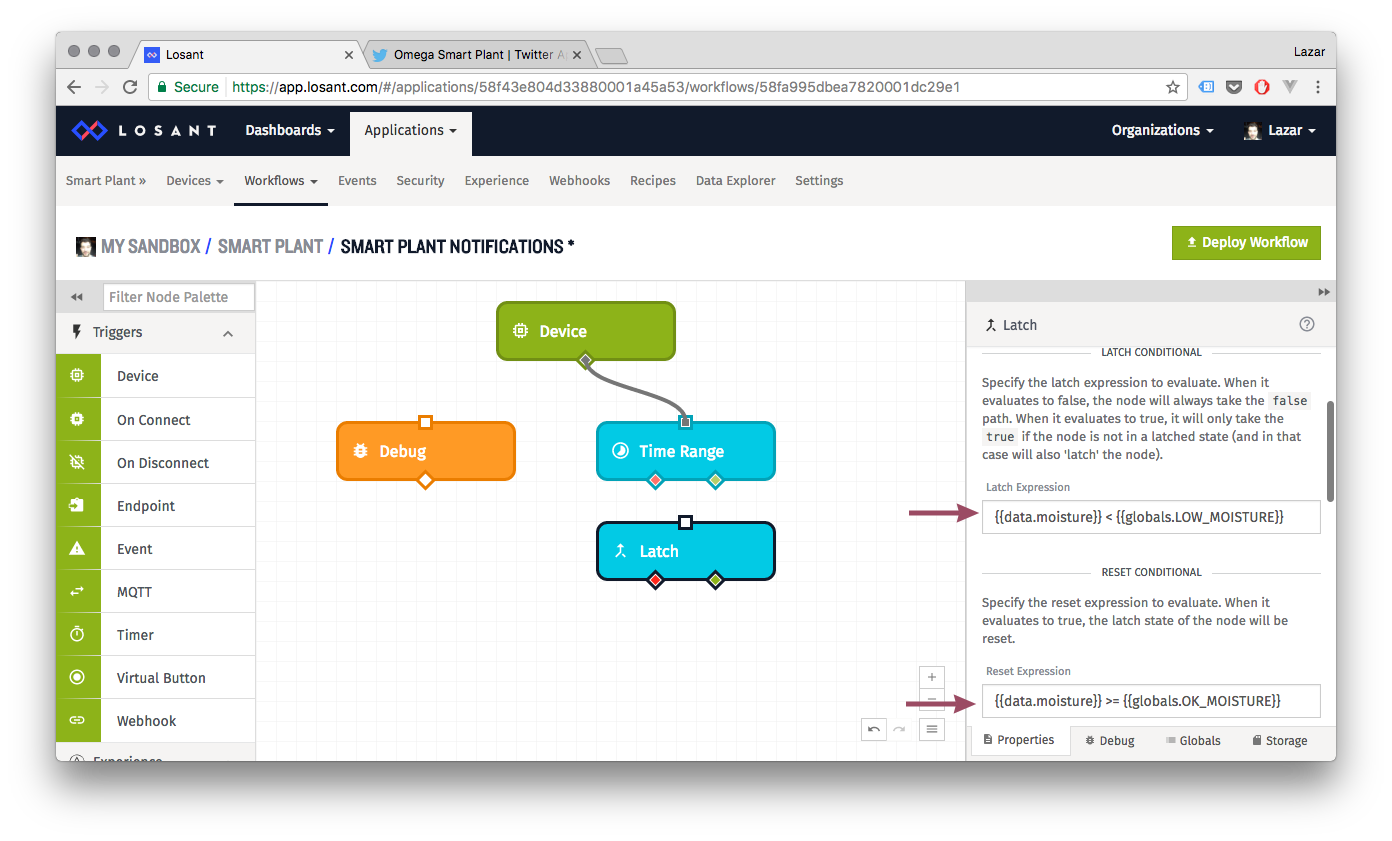 Losant
Omega Smart Plant | Twitter A
Lazar
Secure
https://app.losant.com/#/applications/58f43e804d33880001a45a53/workflows/58fa995dbea7820001dc29e1
LOSANT
Dashboards
Applications
Organizations
Lazar
Smart Plant »
Devices
Workflows
Events
Security
Experience
Webhooks
Recipes
Data Explorer
Settings
MY SANDBOX / SMART PLANT / SMART PLANT NOTIFICATIONS *
Deploy Workflow
Filter Node Palette
Triggers
Device
On Connect
On Disconnect
Endpoint
Event
MQTT
Timer
Virtual Button
Webhook
Experience
Device
Debug
Time Range
Latch
Latch
LATCH CONDITIONAL
Specify the latch expression to evaluate. When it
evaluates to false, the node will always take the false
path. When it evaluates to true, it will only take the
true if the node is not in a latched state (and in that
case will also 'latch' the node).
Latch Expression
{{data.moisture}} < {{globals.LOW_MOISTURE}}
RESET CONDITIONAL
Specify the reset expression to evaluate. When it
evaluates to true, the latch state of the node will be
reset.
Reset Expression
{{data.moisture}} >= {{globals.OK_MOISTURE}}
Properties
Debug
Globals
Storage